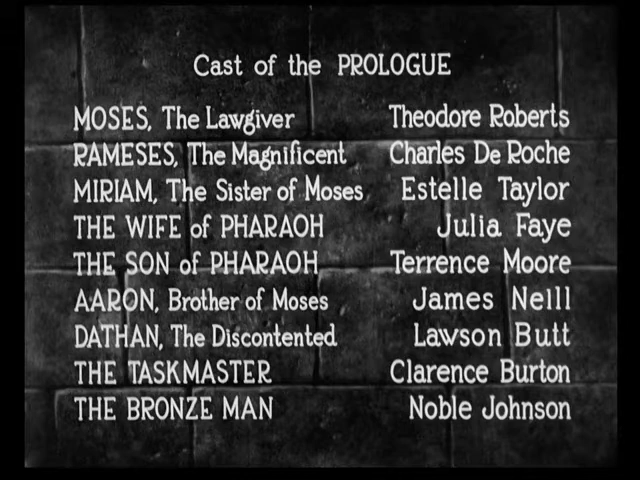 Cast of the PROLOGUE
MOSES, The Lawgiver Theodore Roberts
RAMESES, The Magnificent Charles De Roche
MIRIAM, The Sister of Moses Estelle Taylor
THE WIFE of PHARAOH Julia Faye
THE SON of PHARAOH Terrence Moore
AARON, Brother of Moses James Neill
DATHAN, The Discontented Lawson Butt
THE TASKMASTER Clarence Burton
THE BRONZE MAN Noble Johnson